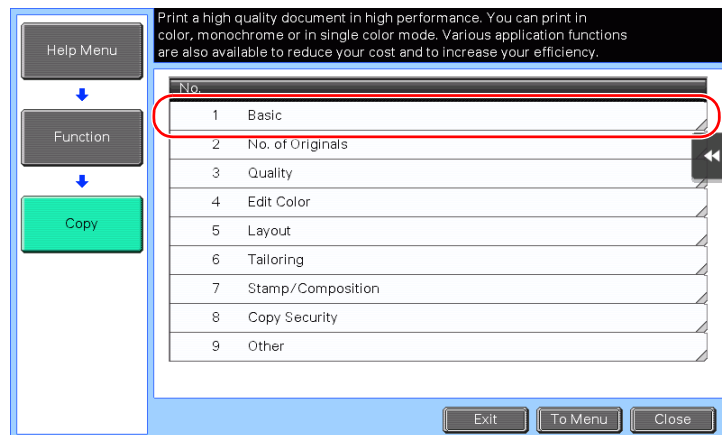 Print a high quality document in high performance. You can print in
color, monochrome or in single color mode. Various application functions
are also available to reduce your cost and to increase your efficiency.
Help Menu
Function
Copy
No.
1 Basic
2 No. of Originals
3 Quality
4 Edit Color
5 Layout
6 Tailoring
7 Stamp/Composition
8 Copy Security
9 Other
Exit To Menu Close